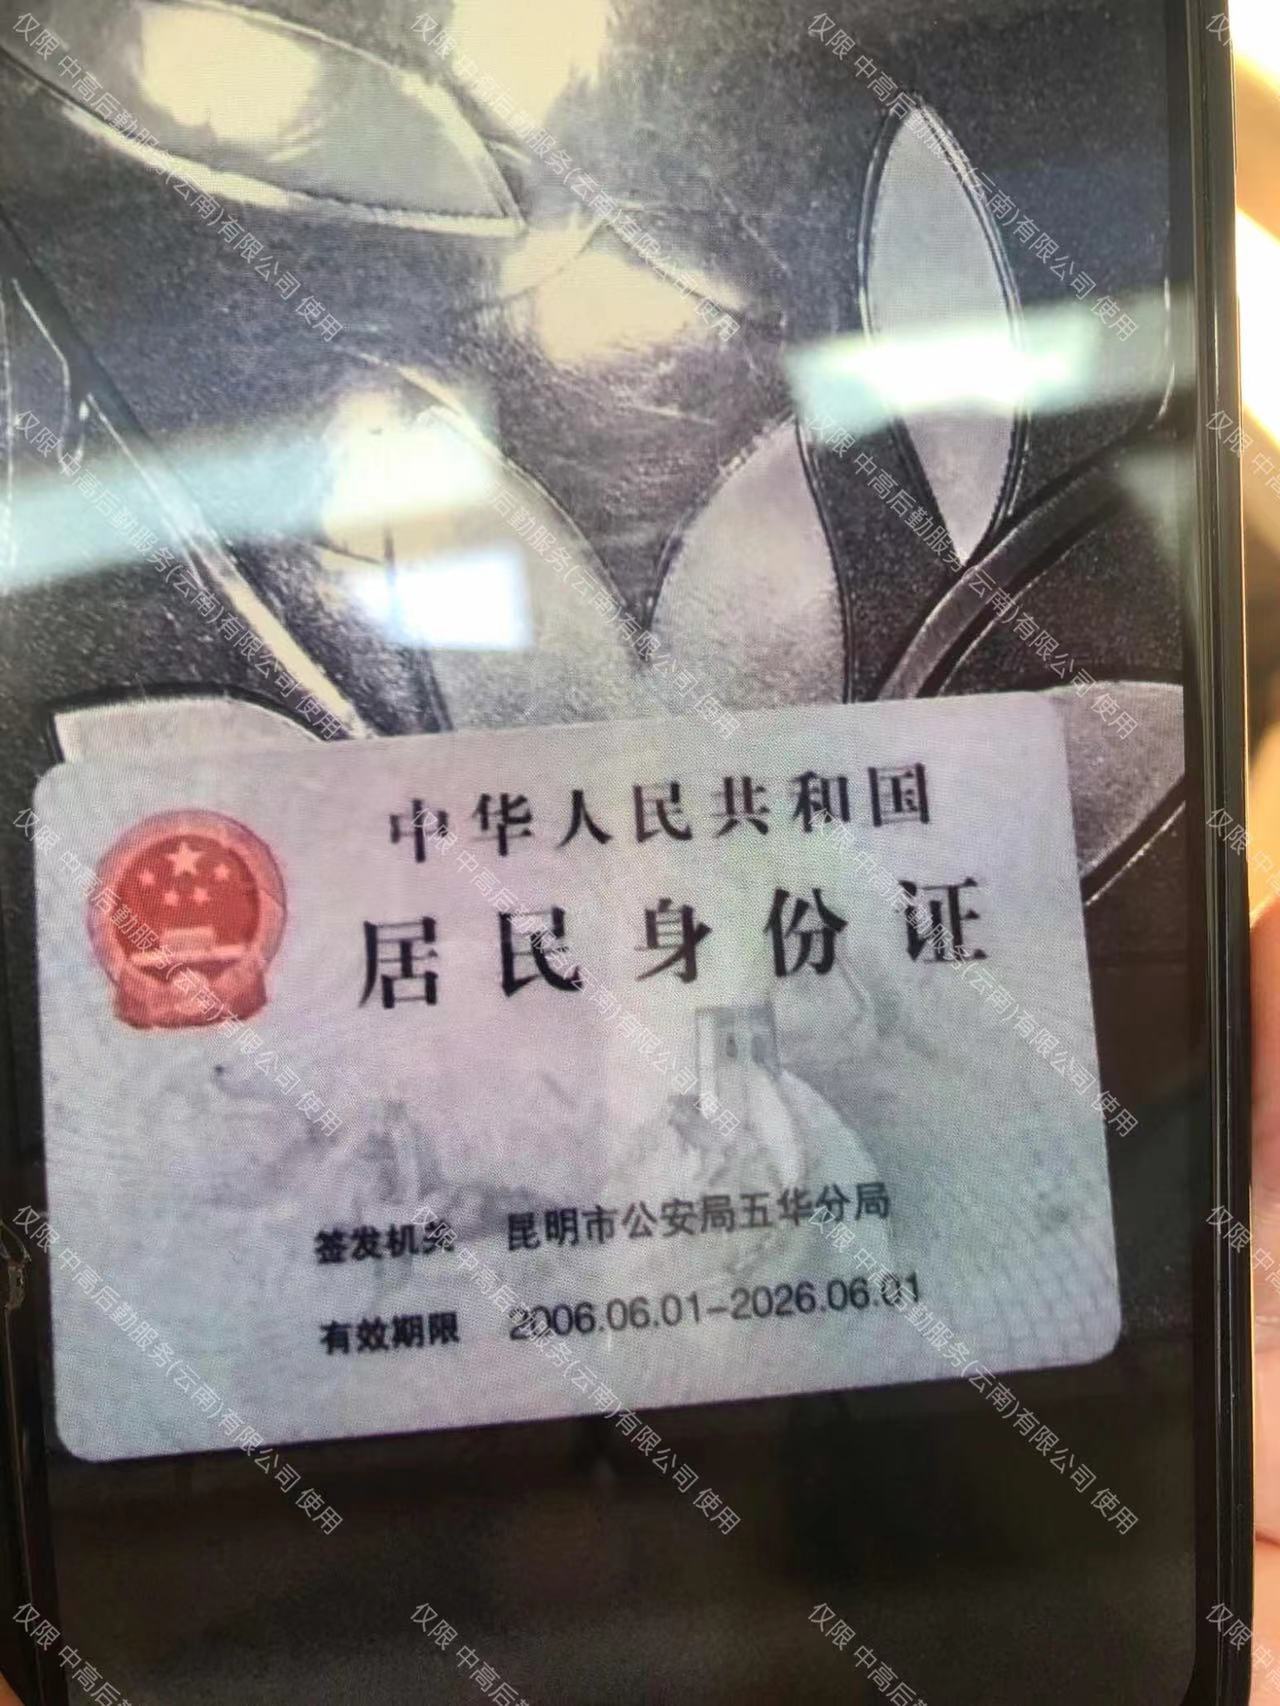 中华人民共和国
居民身份证
签发机关 昆明市公安局五华分局
有效期限 2006.06.01-2026.06.01
仅限 中高后勤服务(云南)有限公司 使用